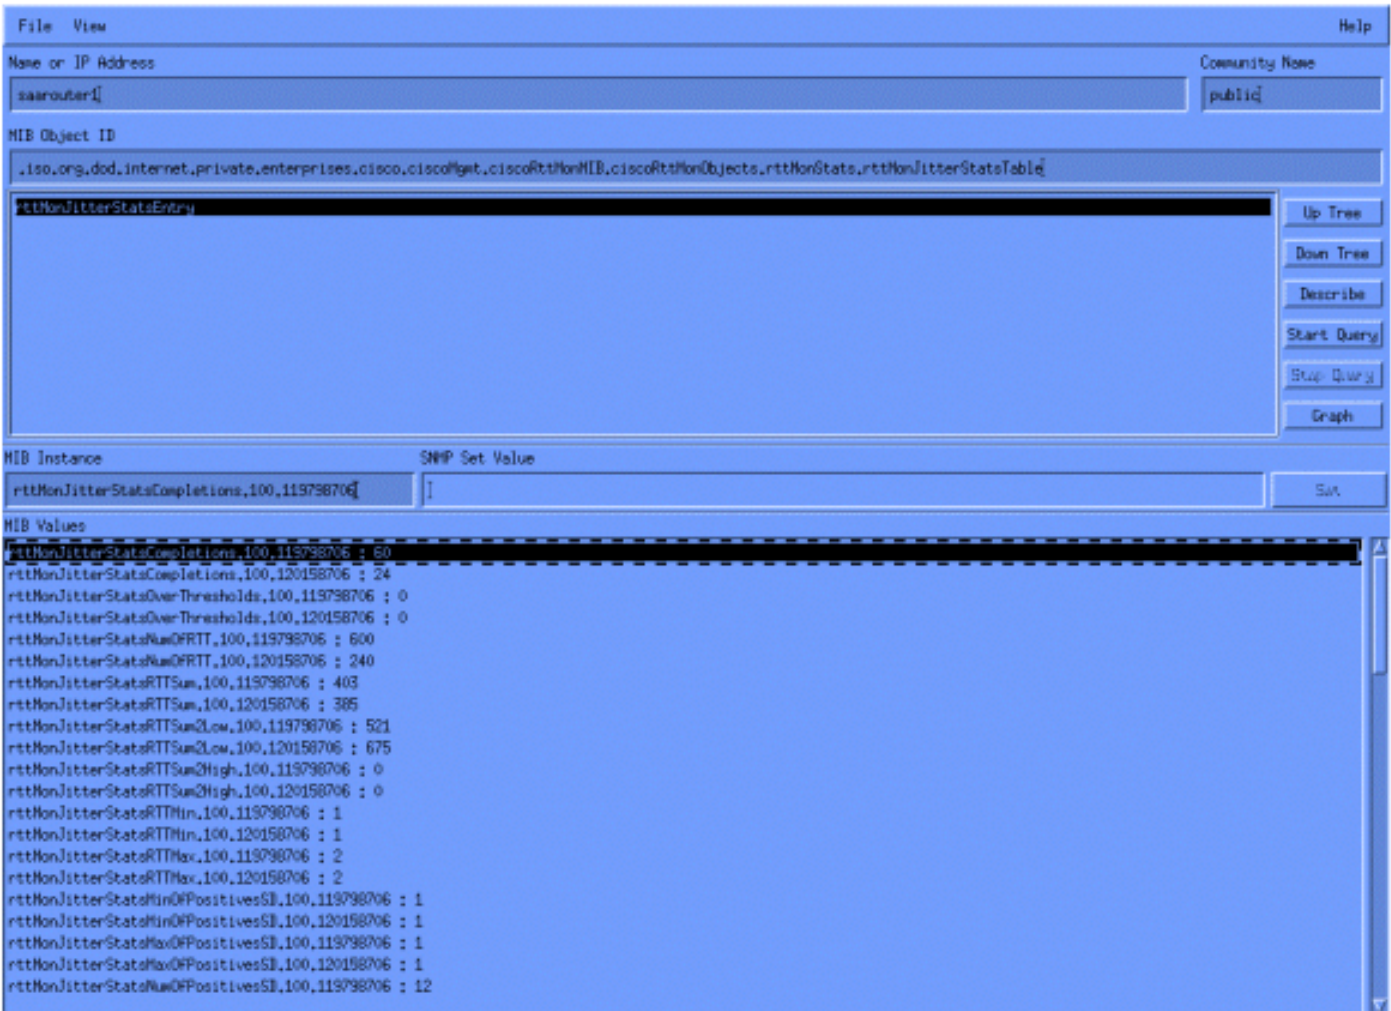 File View Help
Name or IP Address Community Name
saarouter1 public
MIB Object ID
.iso.org.dod.internet.private.enterprises.cisco.ciscoMgmt.ciscoRttMonMIB.ciscoRttMonObjects.rttMonStats.rttMonJitterStatsTable
rttMonJitterStatsEntry
Up Tree
Down Tree
Describe
Start Query
Stop Query
Graph
MIB Instance SNMP Set Value
rttMonJitterStatsCompletions.100.119798706 Set
MIB Values
rttMonJitterStatsCompletions.100.119798706 : 60
rttMonJitterStatsCompletions.100.120158706 : 24
rttMonJitterStatsOverThresholds.100.119798706 : 0
rttMonJitterStatsOverThresholds.100.120158706 : 0
rttMonJitterStatsNumOfRTT.100.119798706 : 600
rttMonJitterStatsNumOfRTT.100.120158706 : 240
rttMonJitterStatsRTTSum.100.119798706 : 403
rttMonJitterStatsRTTSum.100.120158706 : 385
rttMonJitterStatsRTTSum2Low.100.119798706 : 521
rttMonJitterStatsRTTSum2Low.100.120158706 : 675
rttMonJitterStatsRTTSum2High.100.119798706 : 0
rttMonJitterStatsRTTSum2High.100.120158706 : 0
rttMonJitterStatsRTTMin.100.119798706 : 1
rttMonJitterStatsRTTMin.100.120158706 : 1
rttMonJitterStatsRTTMax.100.119798706 : 2
rttMonJitterStatsRTTMax.100.120158706 : 2
rttMonJitterStatsMinOfPositivesSD.100.119798706 : 1
rttMonJitterStatsMinOfPositivesSD.100.120158706 : 1
rttMonJitterStatsMaxOfPositivesSD.100.119798706 : 1
rttMonJitterStatsMaxOfPositivesSD.100.120158706 : 1
rttMonJitterStatsNumOfPositivesSD.100.119798706 : 12